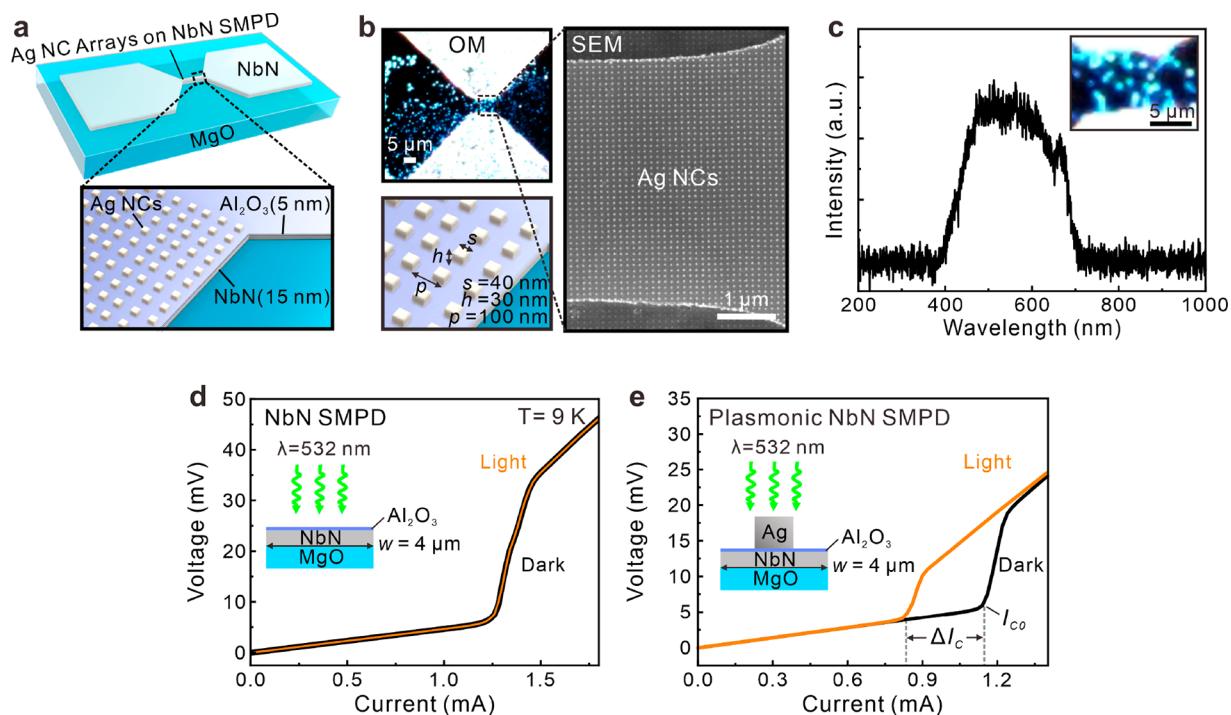 a
Ag NC Arrays on NbN SMPD
NbN
MgO
Ag NCs
Al₂O₃(5 nm)
NbN(15 nm)
b
OM
5 μm
SEM
Ag NCs
1 μm
s
h
p
s =40 nm
h =30 nm
p =100 nm
c
Intensity (a.u.)
5 μm
200 400 600 800 1000
Wavelength (nm)
d
NbN SMPD
T= 9 K
λ=532 nm
Light
Al₂O₃
NbN
w = 4 μm
MgO
Dark
Voltage (mV)
50
40
30
20
10
0
0.0 0.5 1.0 1.5
Current (mA)
e
Plasmonic NbN SMPD
λ=532 nm
Light
Ag
Al₂O₃
NbN
w = 4 μm
MgO
Dark
I_C0
ΔI_C
Voltage (mV)
35
30
25
20
15
10
5
0
0.0 0.3 0.6 0.9 1.2
Current (mA)